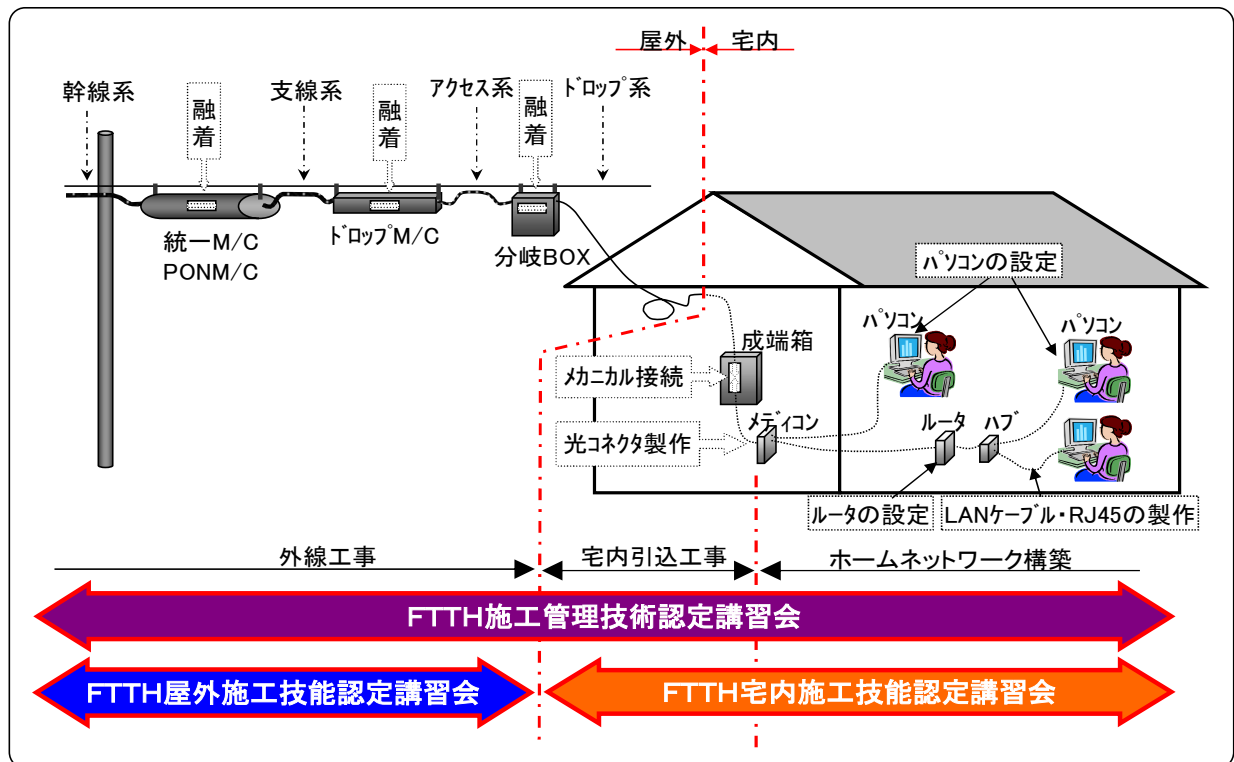 屋外
宅内
幹線系
融着
支線系
融着
アクセス系
融着
ドロップ系
統一M/C
PONM/C
ドロップM/C
分岐BOX
パソコンの設定
パソコン
パソコン
成端箱
メカニカル接続
メディコン
ルータ
ハブ
光コネクタ製作
ルータの設定
LANケーブル・RJ45の製作
外線工事
宅内引込工事
ホームネットワーク構築
FTTH施工管理技術認定講習会
FTTH屋外施工技能認定講習会
FTTH宅内施工技能認定講習会